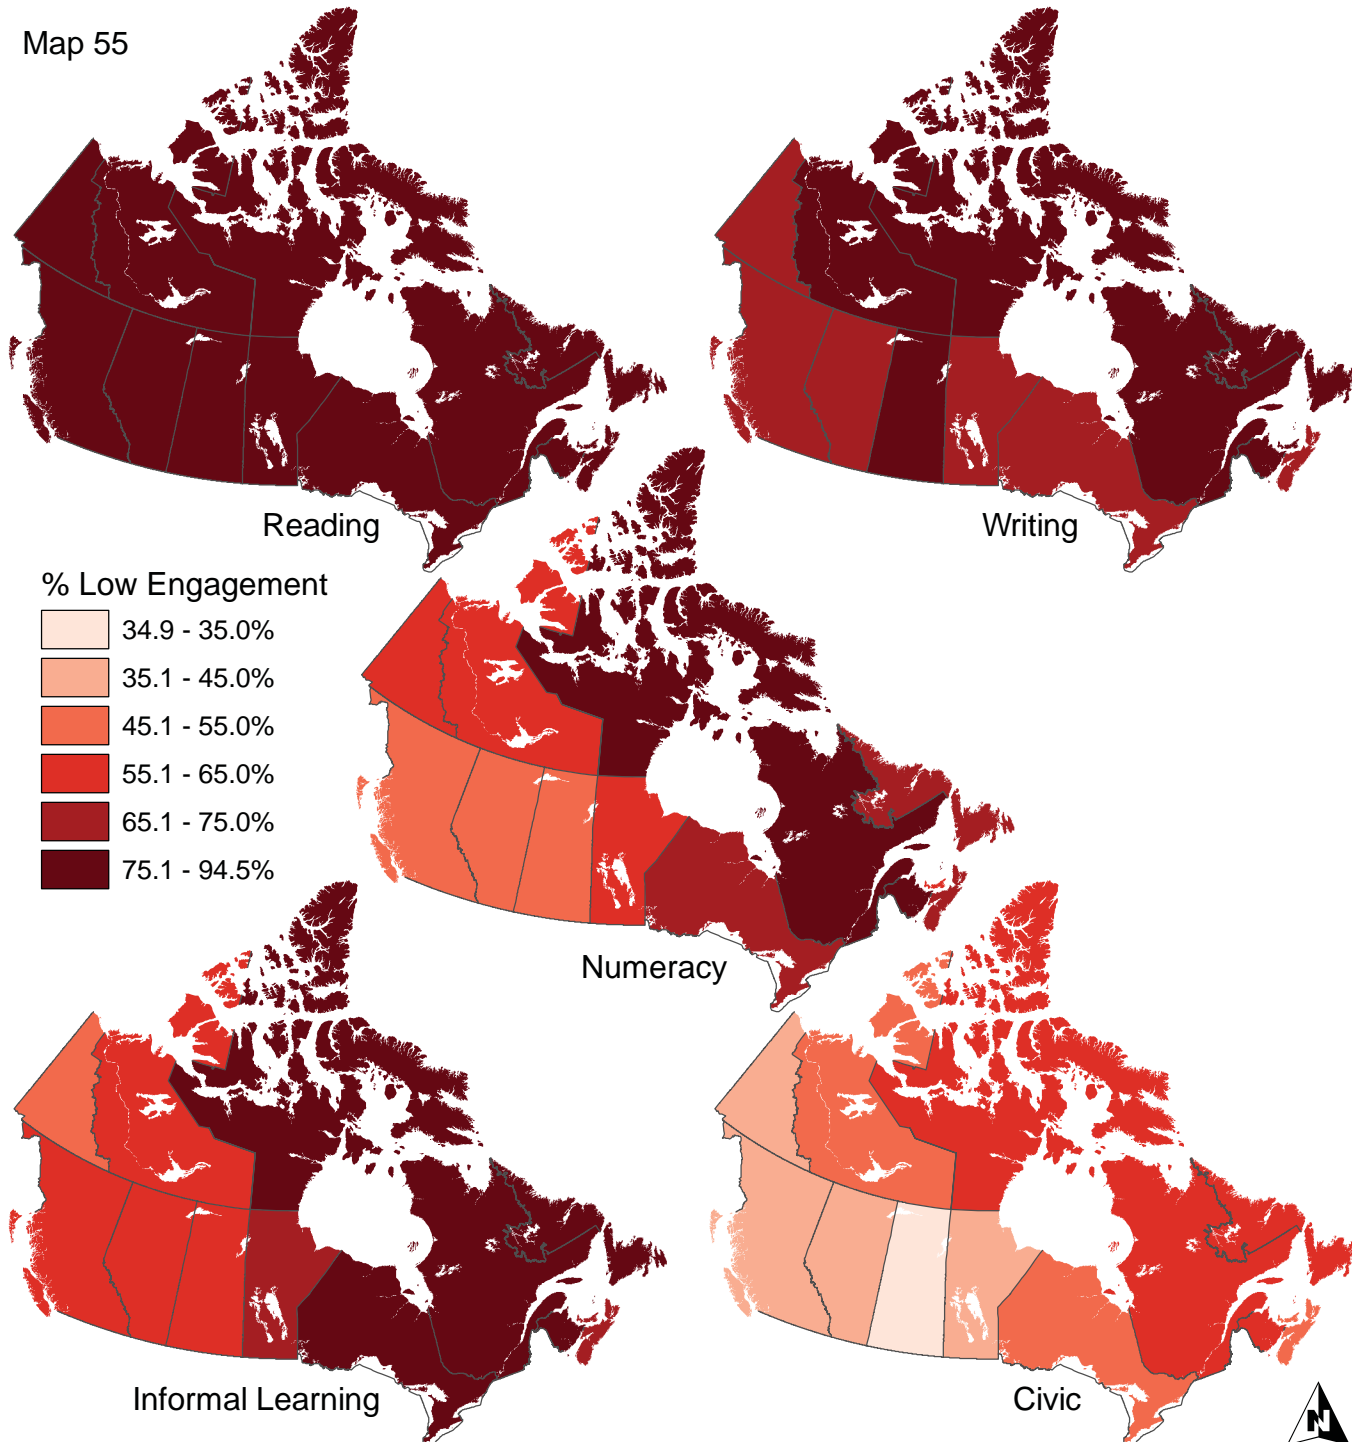 Map 55
Reading
Writing
% Low Engagement
34.9 - 35.0%
35.1 - 45.0%
45.1 - 55.0%
55.1 - 65.0%
65.1 - 75.0%
75.1 - 94.5%
Numeracy
Informal Learning
Civic
N